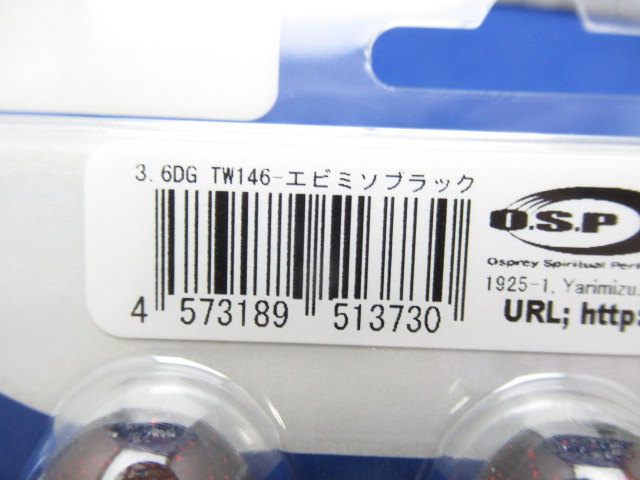 3.6DG TW146-エビミソブラック
4 573189 513730
O.S.P
Osprey Spiritual
1925-1, Yarimizu,
URL; http